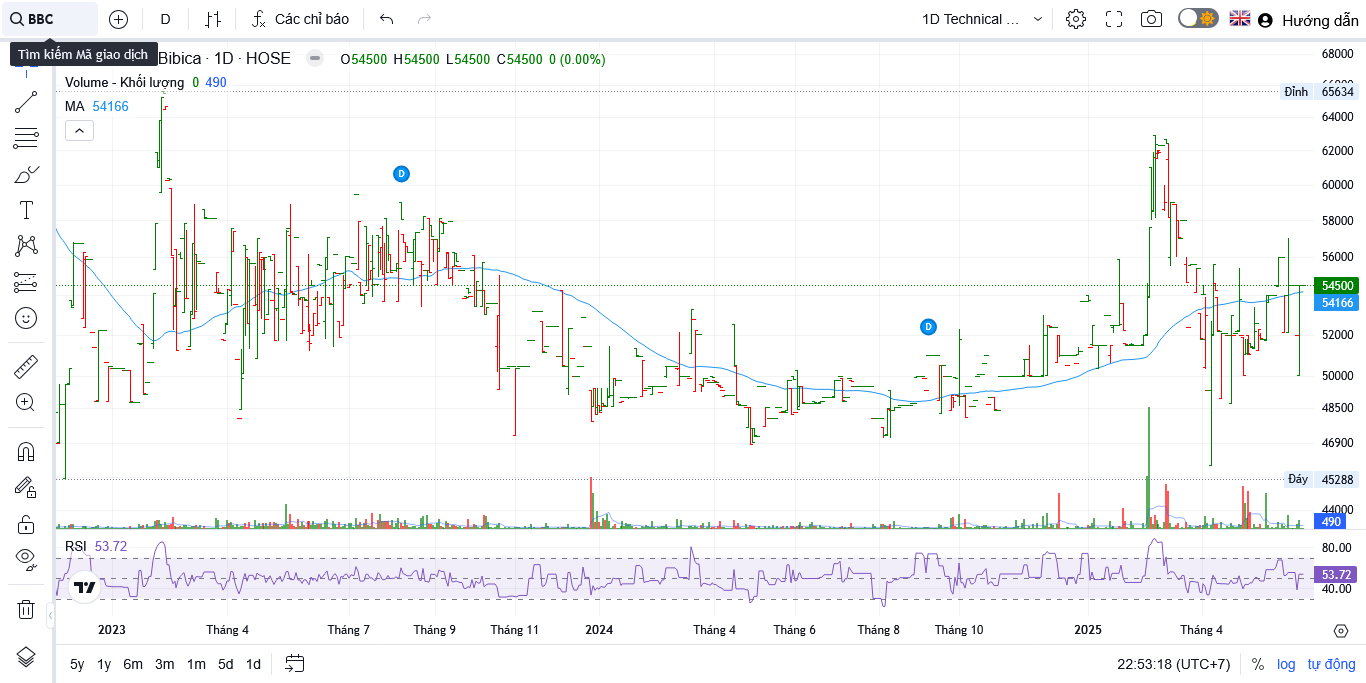 BBC
D
Các chỉ báo
1D Technical ...
Hướng dẫn
Tìm kiếm Mã giao dịch
Bibica · 1D · HOSE
O54500 H54500 L54500 C54500 0 (0.00%)
Volume - Khối lượng 0 490
MA 54166
68000
Đỉnh 65634
64000
62000
60000
58000
56000
54500
54166
52000
50000
48500
46900
Đáy 45288
44000
490
D
D
RSI 53.72
80.00
53.72
40.00
2023 Tháng 4 Tháng 7 Tháng 9 Tháng 11 2024 Tháng 4 Tháng 6 Tháng 8 Tháng 10 2025 Tháng 4
5y 1y 6m 3m 1m 5d 1d
22:53:18 (UTC+7) % log tự động